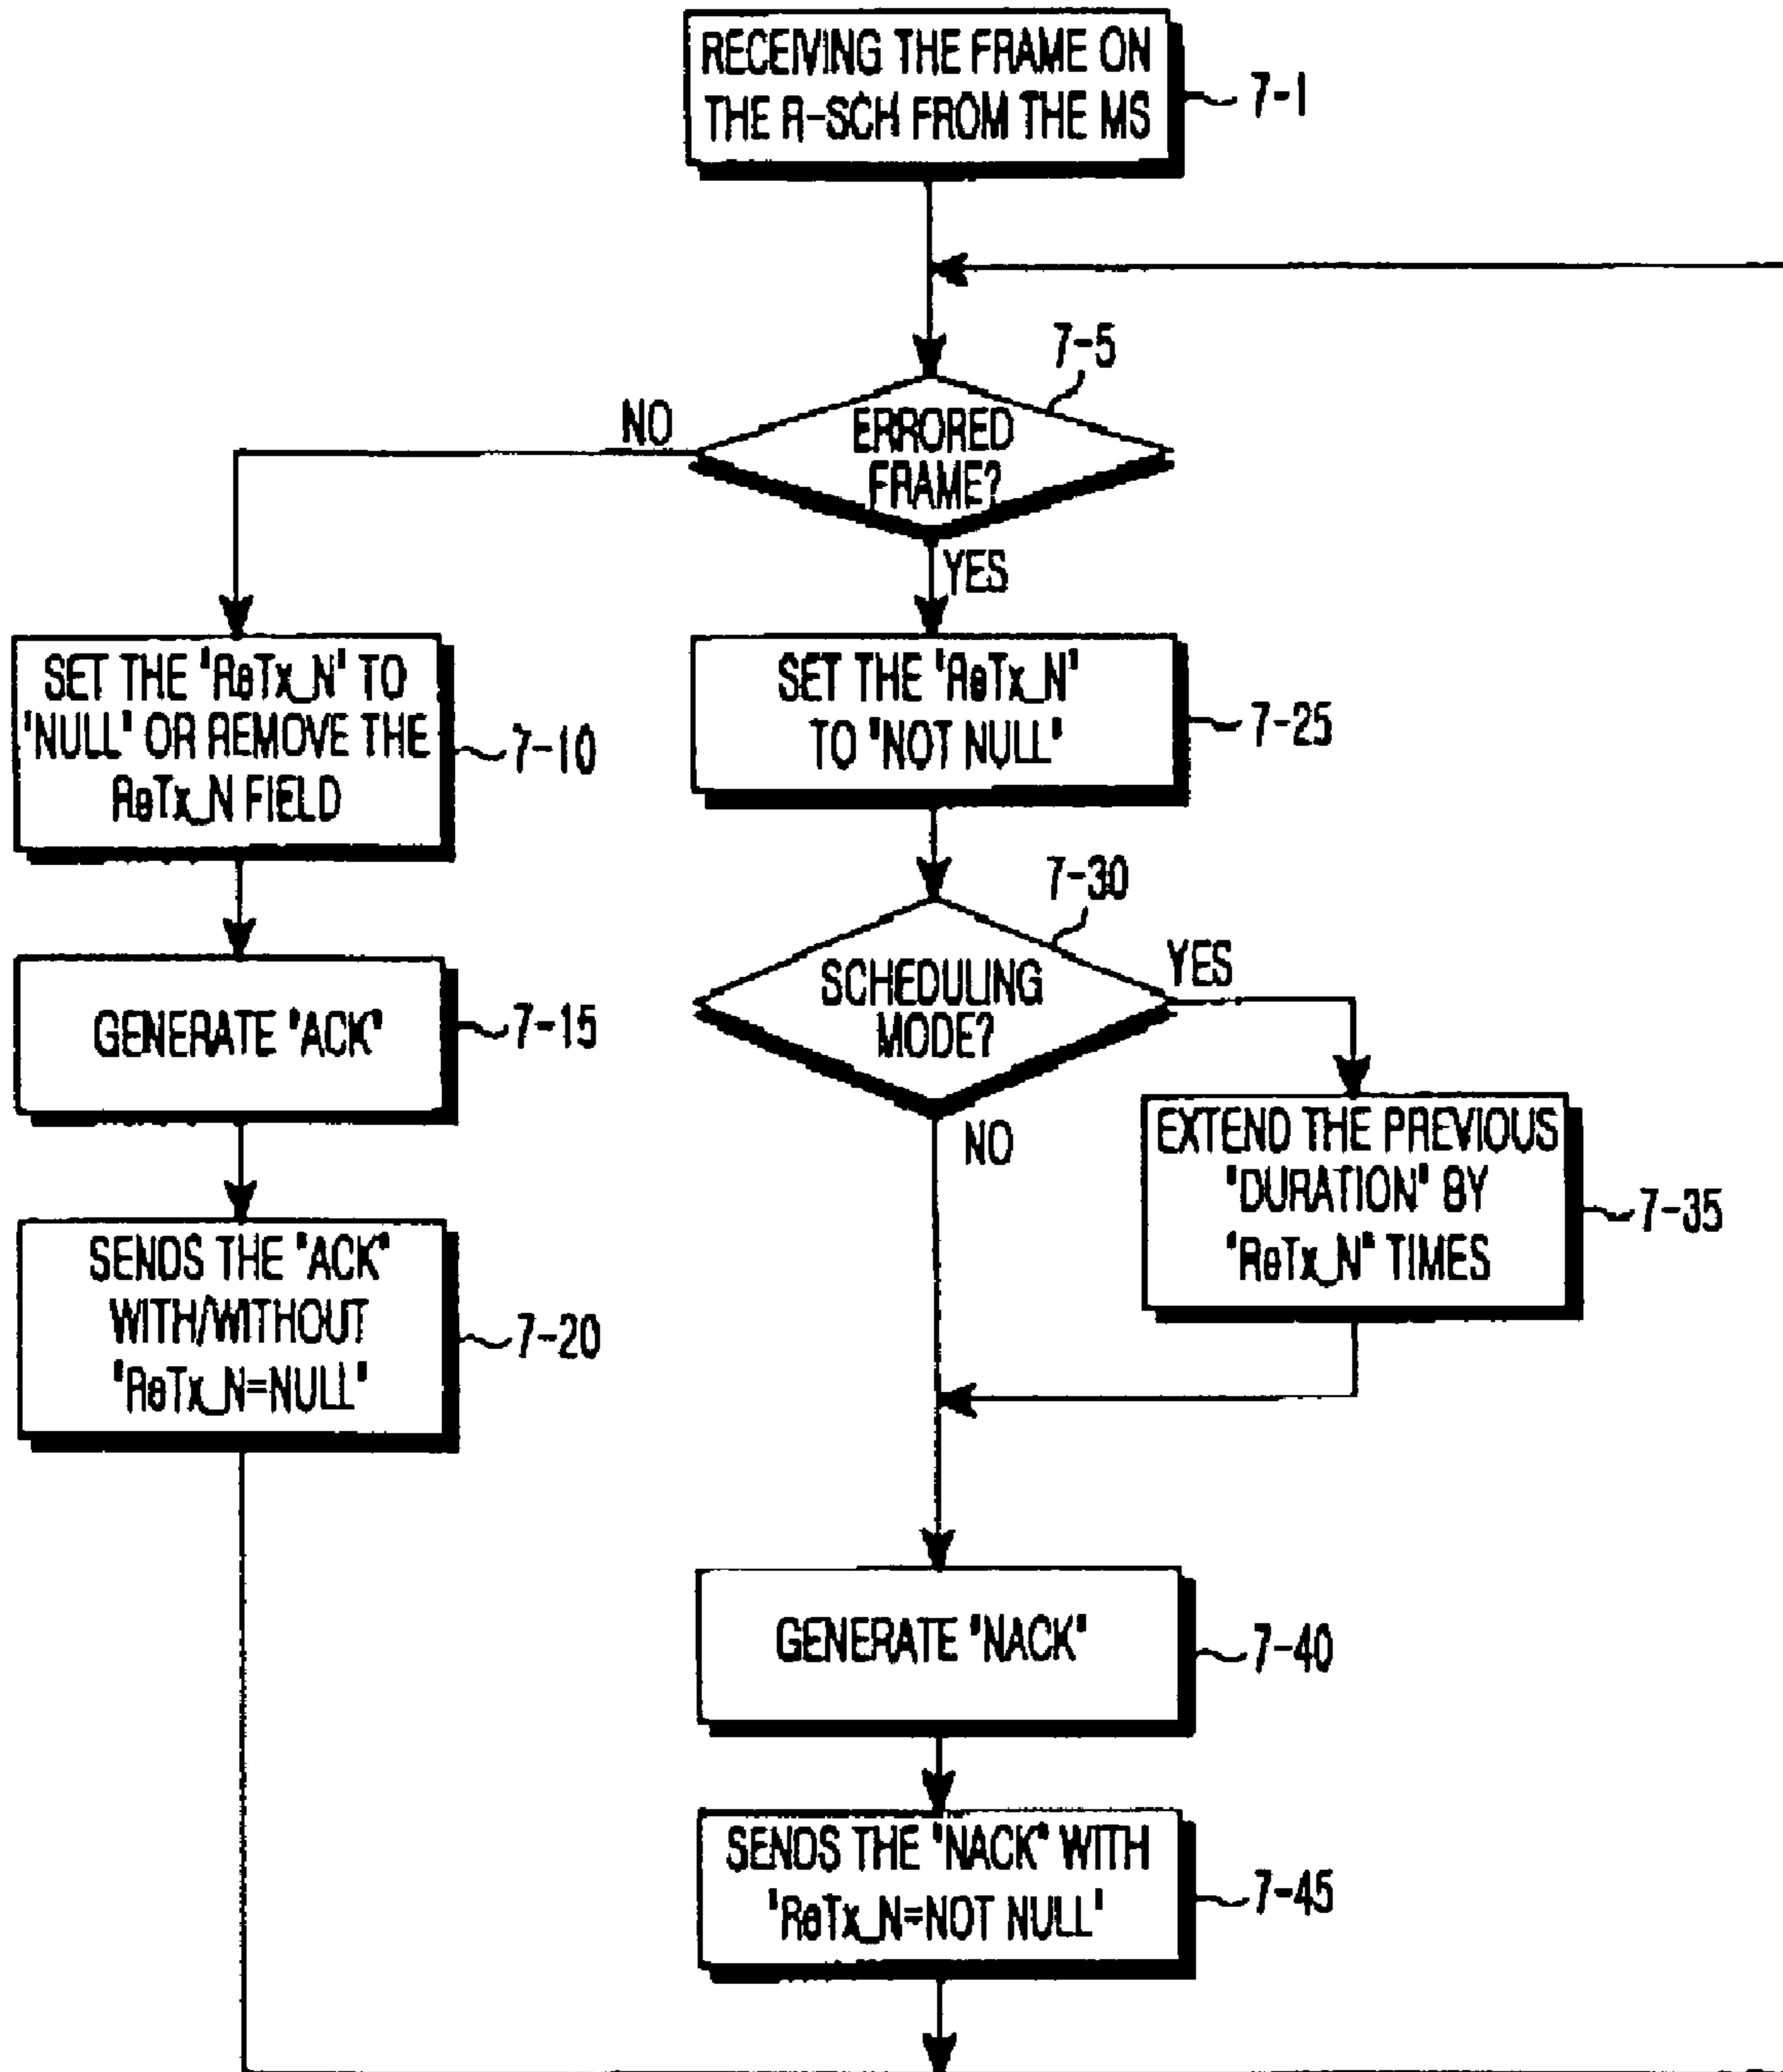 RECEIVING THE FRAME ON
THE R-SCH FROM THE MS
7-1
7-5
ERRORED
FRAME?
NO
YES
SET THE "ReTx_N" TO
"NULL" OR REMOVE THE
ReTx_N FIELD
7-10
SET THE "ReTx_N"
TO "NOT NULL"
7-25
7-30
SCHEDULING
MODE?
YES
NO
GENERATE "ACK"
7-15
EXTEND THE PREVIOUS
"DURATION" BY
"ReTx_N" TIMES
7-35
SENDS THE "ACK"
WITH/WITHOUT
"ReTx_N=NULL"
7-20
GENERATE "NACK"
7-40
SENDS THE "NACK" WITH
"ReTx_N=NOT NULL"
7-45